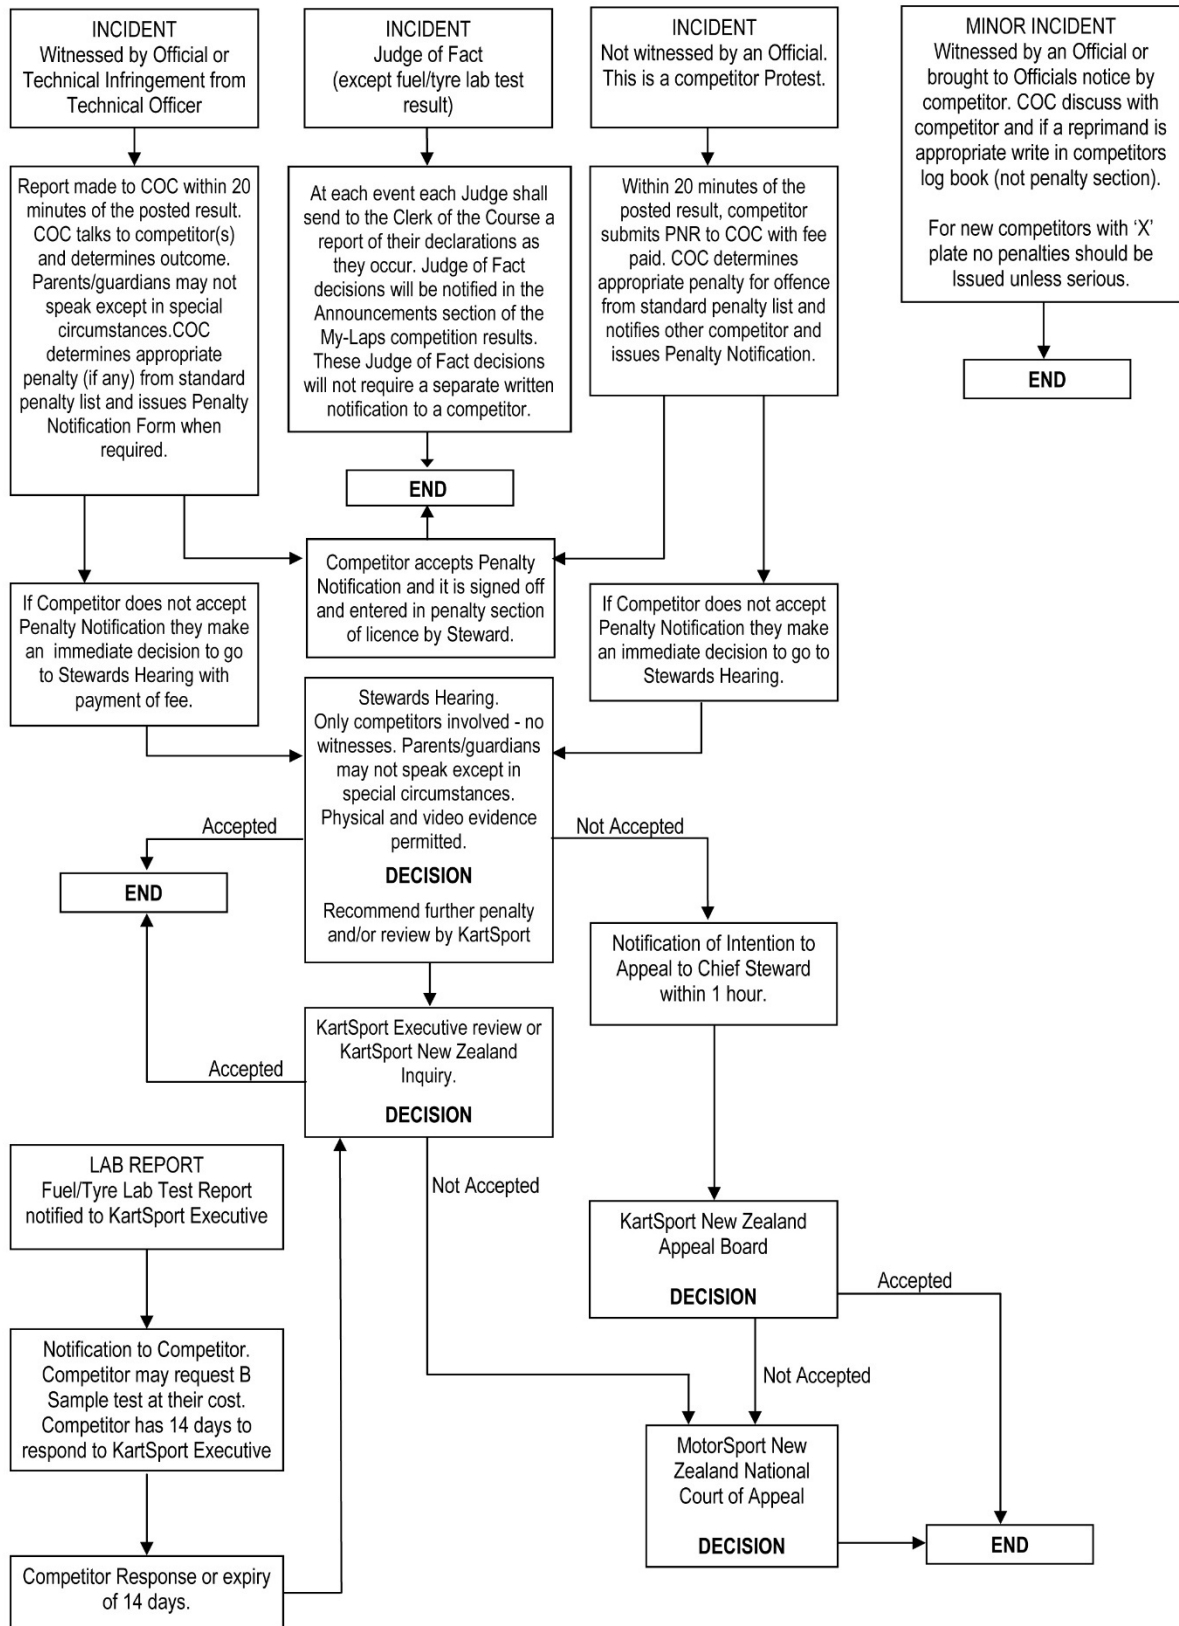 INCIDENT
Witnessed by Official or
Technical Infringement from
Technical Officer
INCIDENT
Judge of Fact
(except fuel/tyre lab test
result)
INCIDENT
Not witnessed by an Official.
This is a competitor Protest.
MINOR INCIDENT
Witnessed by an Official or
brought to Officials notice by
competitor. COC discuss with
competitor and if a reprimand is
appropriate write in competitors
log book (not penalty section).
For new competitors with ‘X’
plate no penalties should be
Issued unless serious.
END
Report made to COC within 20
minutes of the posted result.
COC talks to competitor(s)
and determines outcome.
Parents/guardians may not
speak except in special
circumstances.COC
determines appropriate
penalty (if any) from standard
penalty list and issues Penalty
Notification Form when
required.
At each event each Judge shall
send to the Clerk of the Course a
report of their declarations as
they occur. Judge of Fact
decisions will be notified in the
Announcements section of the
My-Laps competition results.
These Judge of Fact decisions
will not require a separate written
notification to a competitor.
Within 20 minutes of the
posted result, competitor
submits PNR to COC with fee
paid. COC determines
appropriate penalty for offence
from standard penalty list and
notifies other competitor and
issues Penalty Notification.
END
Competitor accepts Penalty
Notification and it is signed off
and entered in penalty section
of licence by Steward.
If Competitor does not accept
Penalty Notification they make
an immediate decision to go
to Stewards Hearing with
payment of fee.
If Competitor does not accept
Penalty Notification they make
an immediate decision to go to
Stewards Hearing.
Stewards Hearing.
Only competitors involved - no
witnesses. Parents/guardians
may not speak except in
special circumstances.
Physical and video evidence
permitted.
DECISION
Recommend further penalty
and/or review by KartSport
Accepted
Not Accepted
END
Notification of Intention to
Appeal to Chief Steward
within 1 hour.
KartSport Executive review or
KartSport New Zealand
Inquiry.
DECISION
Accepted
Not Accepted
LAB REPORT
Fuel/Tyre Lab Test Report
notified to KartSport Executive
KartSport New Zealand
Appeal Board
DECISION
Accepted
Not Accepted
Notification to Competitor.
Competitor may request B
Sample test at their cost.
Competitor has 14 days to
respond to KartSport Executive
MotorSport New
Zealand National
Court of Appeal
DECISION
END
Competitor Response or expiry
of 14 days.